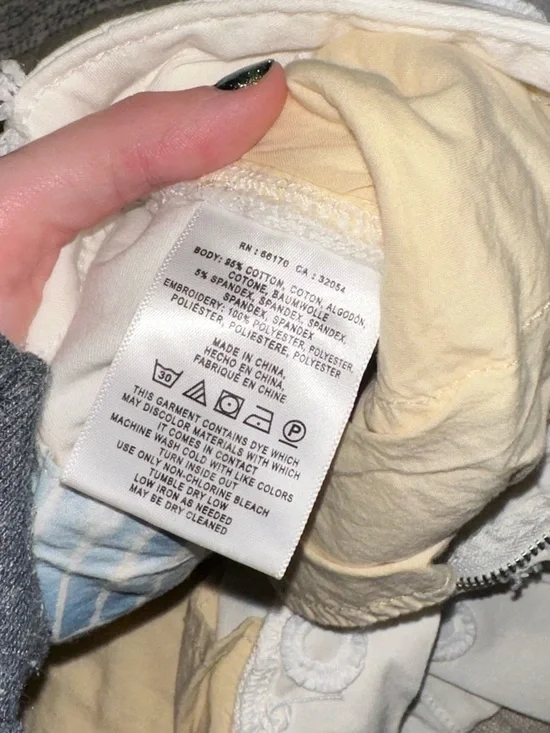 RN : 66170 CA : 32054
BODY: 95% COTTON, COTON, ALGODÓN,
COTONE, BAUMWOLLE
5% SPANDEX, SPANDEX, SPANDEX,
SPANDEX, SPANDEX
EMBROIDERY: 100% POLYESTER, POLYESTER,
POLIÉSTER, POLIESTERE, POLYESTER
MADE IN CHINA,
HECHO EN CHINA,
FABRIQUÉ EN CHINE
30 P
THIS GARMENT CONTAINS DYE WHICH
MAY DISCOLOR MATERIALS WITH WHICH
IT COMES IN CONTACT
MACHINE WASH COLD WITH LIKE COLORS
TURN INSIDE OUT
USE ONLY NON-CHLORINE BLEACH
TUMBLE DRY LOW
LOW IRON AS NEEDED
MAY BE DRY CLEANED